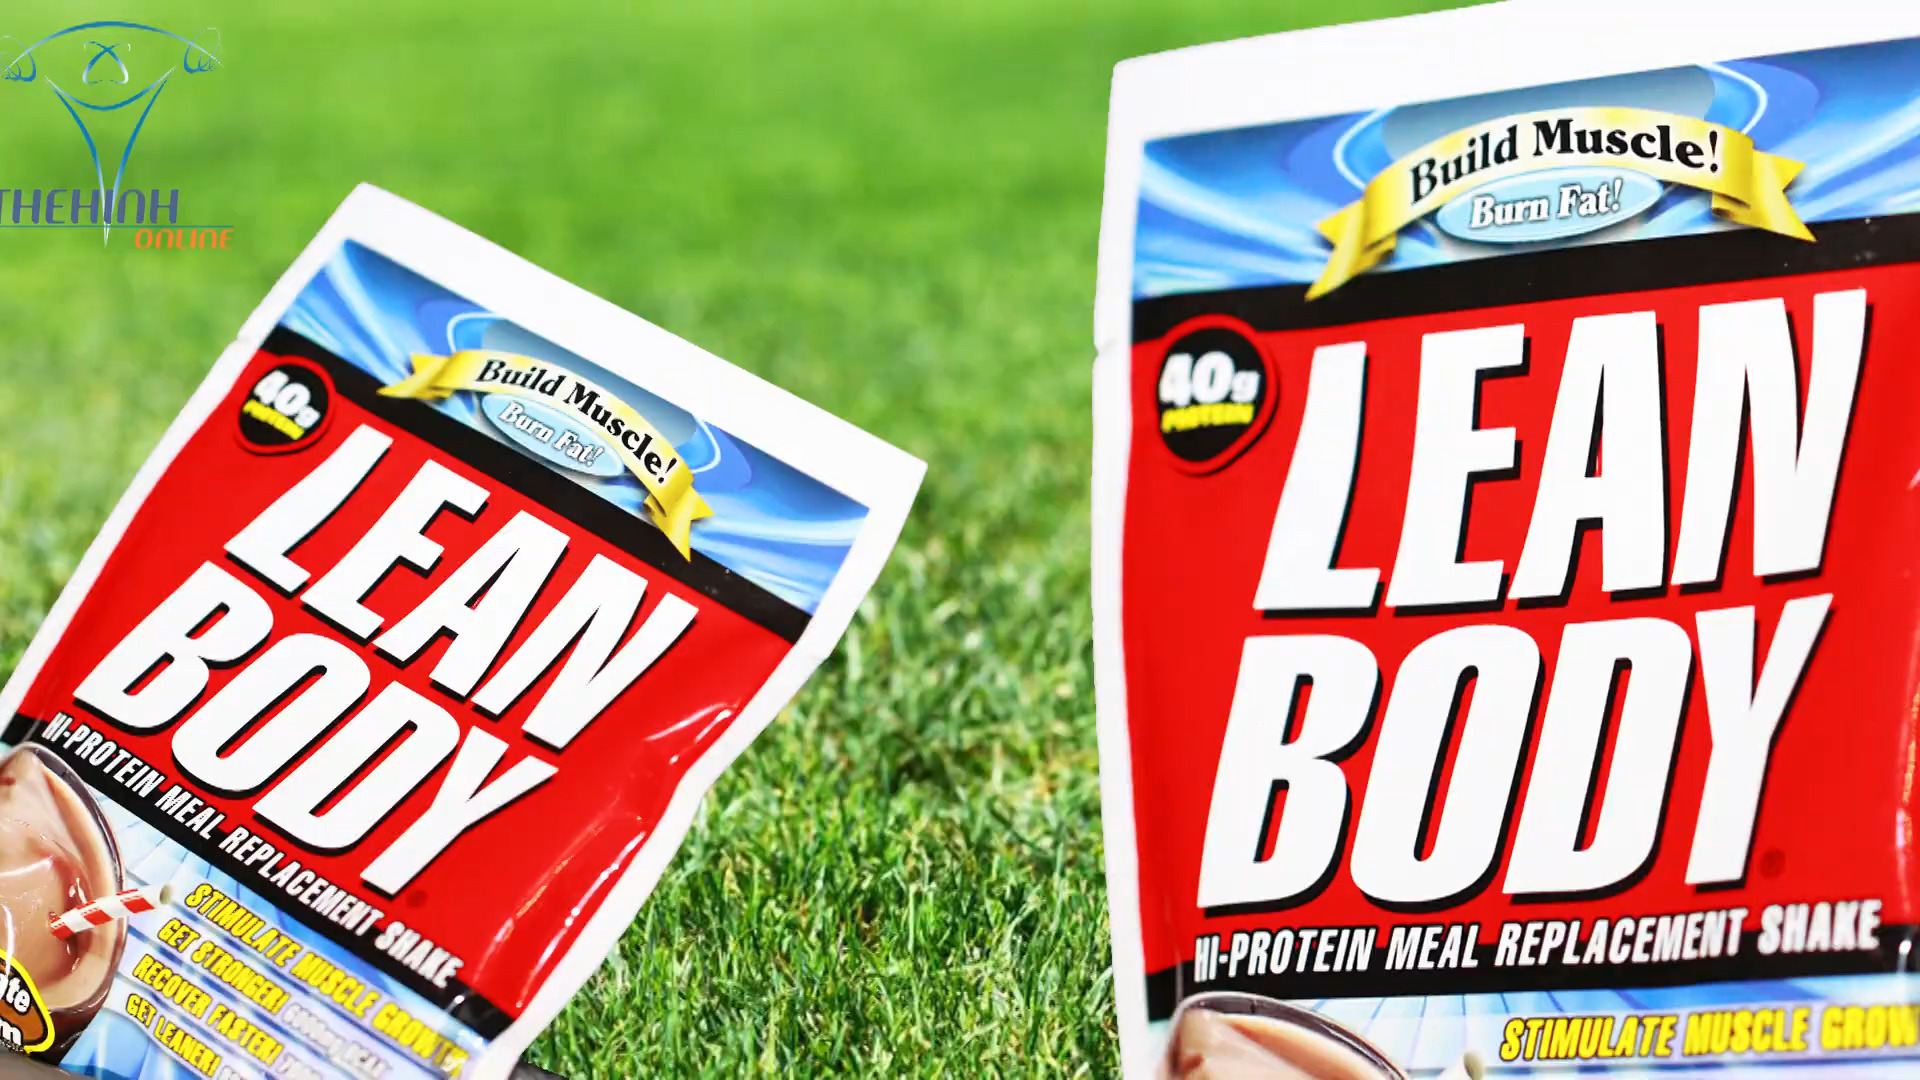 THEHINH
ONLINE
Build Muscle!
Burn Fat!
40g
PROTEIN
LEAN
BODY
HI-PROTEIN MEAL REPLACEMENT SHAKE
STIMULATE MUSCLE GROWTH!
GET STRONGER!
RECOVER FASTER!
GET LEANER!
Build Muscle!
Burn Fat!
40g
PROTEIN
LEAN
BODY
HI-PROTEIN MEAL REPLACEMENT SHAKE
STIMULATE MUSCLE GROW